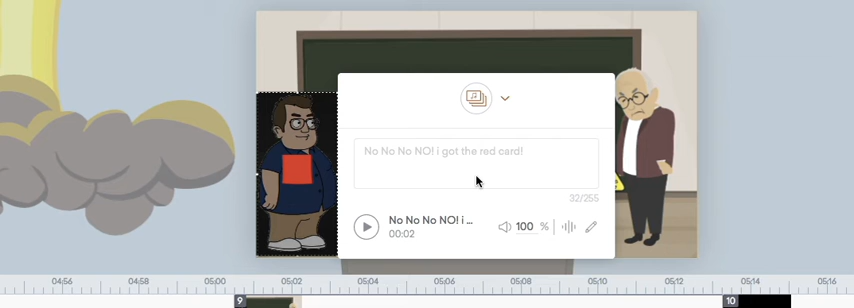 No No No NO! i got the red card!
32/255
No No No NO! i ...
100 %
00:02
04:56 04:58 05:00 05:02 05:04 05:06 05:08 05:10 05:12 05:14 05:16
9 10